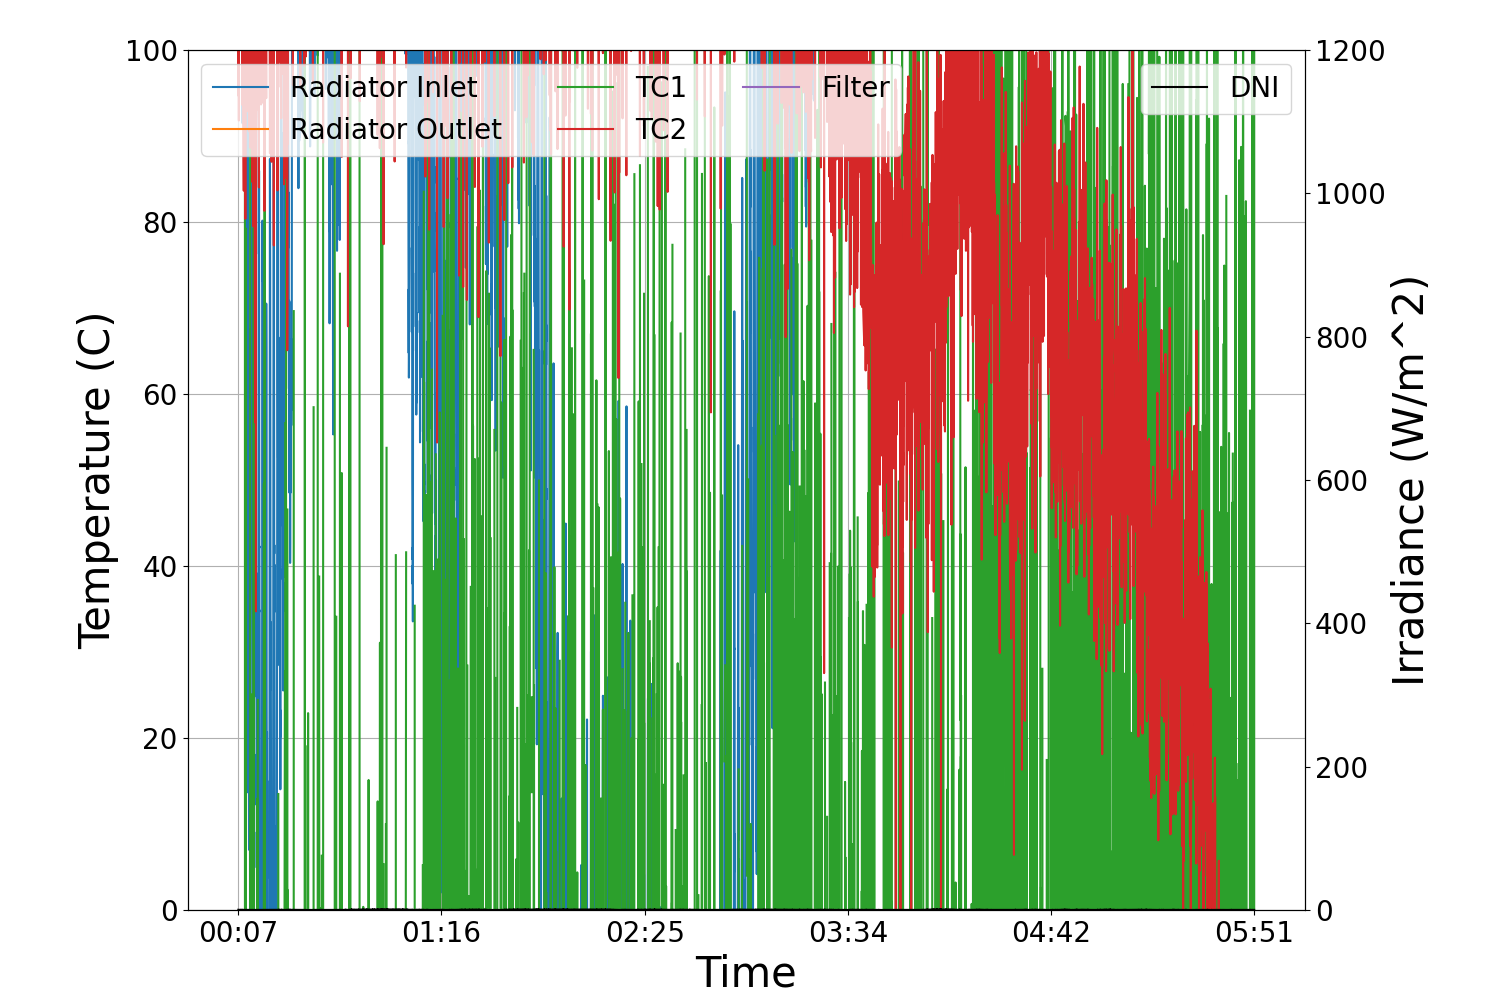 Radiator Inlet
Radiator Outlet
TC1
TC2
Filter
DNI
Temperature (C)
100
80
60
40
20
0
Irradiance (W/m^2)
1200
1000
800
600
400
200
0
00:07 01:16 02:25 03:34 04:42 05:51
Time